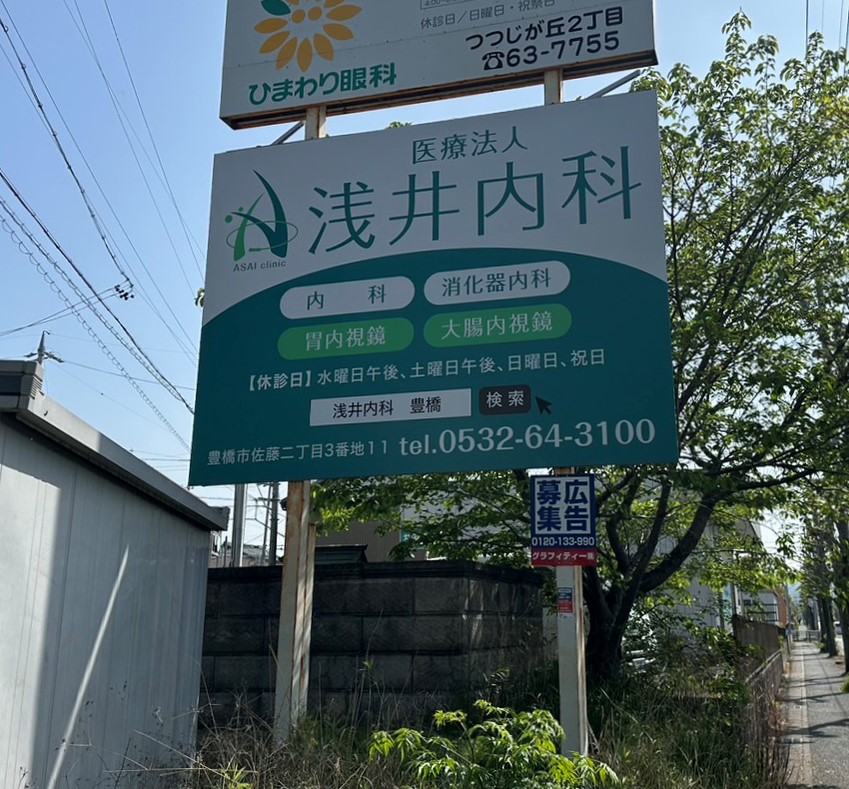 休診日／日曜日・祝祭日
つつじが丘2丁目
☎63-7755
ひまわり眼科
医療法人
浅井内科
ASAI clinic
内　科
消化器内科
胃内視鏡
大腸内視鏡
【休診日】水曜日午後、土曜日午後、日曜日、祝日
浅井内科　豊橋
検索
豊橋市佐藤二丁目3番地11 tel.0532-64-3100
広告
募集
0120-133-990
グラフィティー㈱